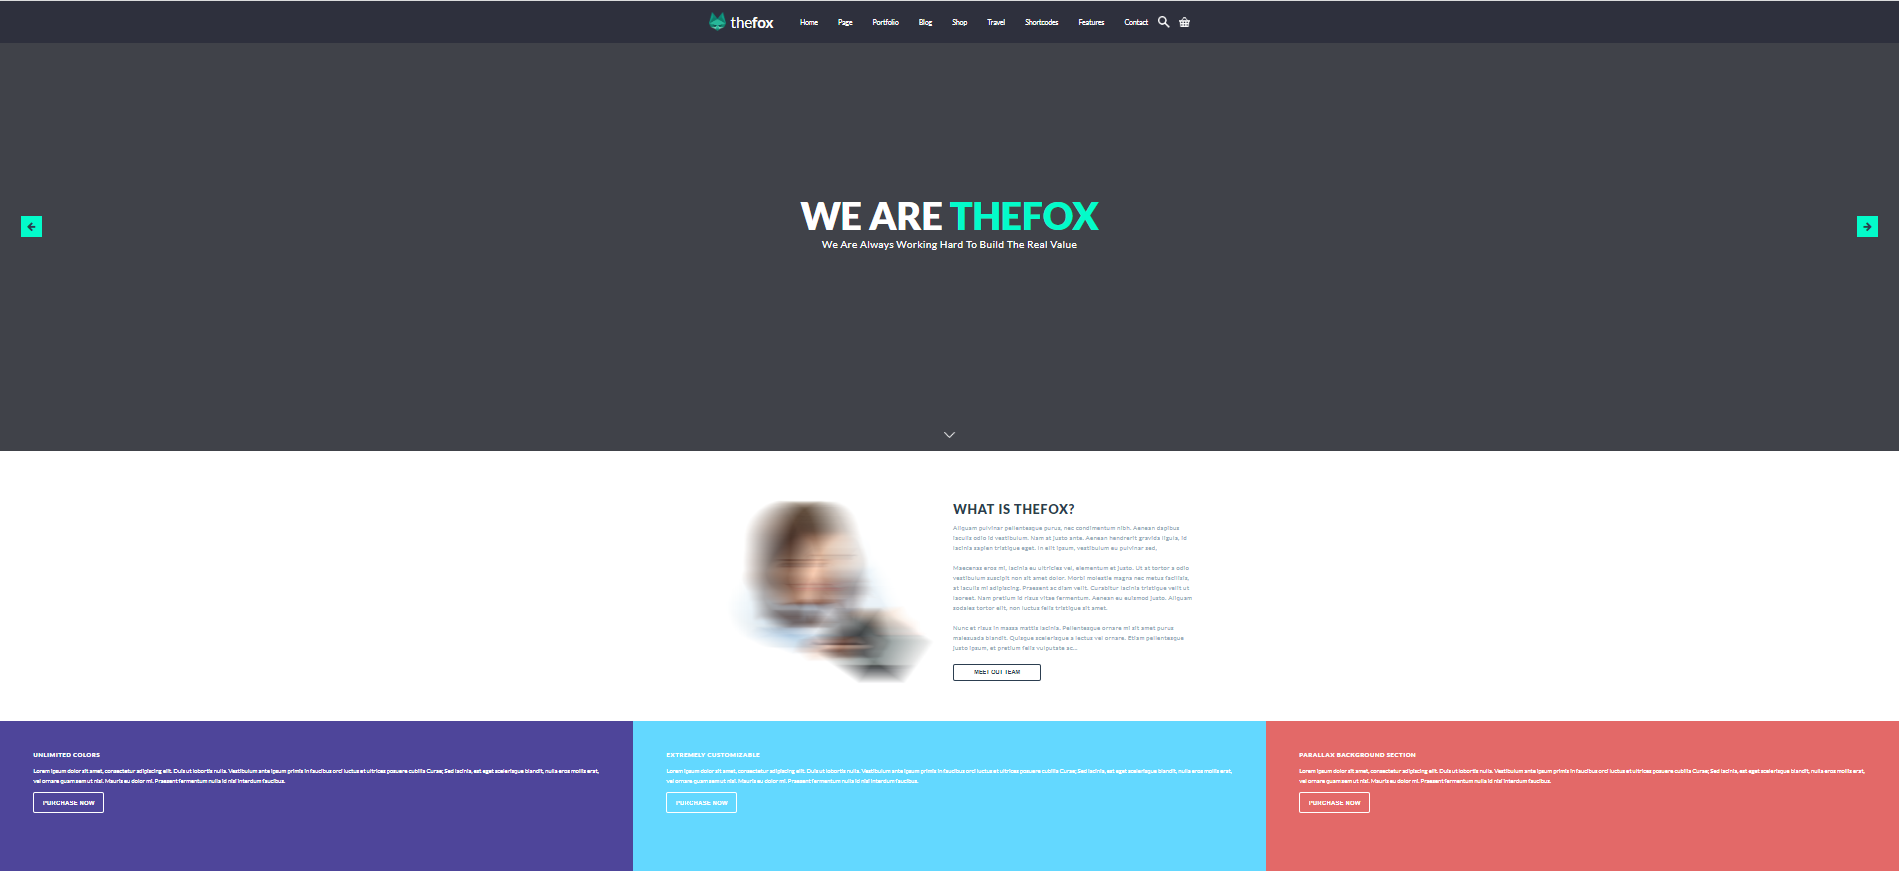 thefox Home Page Portfolio Blog Shop Travel Shortcodes Features Contact
WE ARE THEFOX
We Are Always Working Hard To Build The Real Value
WHAT IS THEFOX?
Aliquam pulvinar pellentesque purus, nec condimentum nibh. Aenean dapibus
iaculis odio id vestibulum. Nam at justo ante. Aenean hendrerit gravida ligula, id
lacinia sapien tristique eget. In elit ipsum, vestibulum eu pulvinar sed,
Maecenas eros mi, lacinia eu ultricies vel, elementum et justo. Ut at tortor a odio
vestibulum suscipit non sit amet dolor. Morbi molestie magna nec metus facilisis,
at iaculis mi adipiscing. Praesent ac diam velit. Curabitur lacinia tristique velit ut
laoreet. Nam pretium id risus vitae fermentum. Aenean eu euismod justo. Aliquam
sodales tortor elit, non luctus felis tristique sit amet.
Nunc et risus in massa mattis lacinia. Pellentesque ornare mi sit amet purus
malesuada blandit. Quisque scelerisque a lectus vel ornare. Etiam pellentesque
justo ipsum, at pretium felis vulputate ac...
MEET OUT TEAM
UNLIMITED COLORS
Lorem ipsum dolor sit amet, consectetur adipiscing elit. Duis ut lobortis nulla. Vestibulum ante ipsum primis in faucibus orci luctus et ultrices posuere cubilia Curae; Sed lacinia, est eget scelerisque blandit, nulla eros mollis erat,
vel ornare quam sem ut nisl. Mauris eu dolor mi. Praesent fermentum nulla id nisl interdum faucibus.
PURCHASE NOW
EXTREMELY CUSTOMIZABLE
Lorem ipsum dolor sit amet, consectetur adipiscing elit. Duis ut lobortis nulla. Vestibulum ante ipsum primis in faucibus orci luctus et ultrices posuere cubilia Curae; Sed lacinia, est eget scelerisque blandit, nulla eros mollis erat,
vel ornare quam sem ut nisl. Mauris eu dolor mi. Praesent fermentum nulla id nisl interdum faucibus.
PURCHASE NOW
PARALLAX BACKGROUND SECTION
Lorem ipsum dolor sit amet, consectetur adipiscing elit. Duis ut lobortis nulla. Vestibulum ante ipsum primis in faucibus orci luctus et ultrices posuere cubilia Curae; Sed lacinia, est eget scelerisque blandit, nulla eros mollis erat,
vel ornare quam sem ut nisl. Mauris eu dolor mi. Praesent fermentum nulla id nisl interdum faucibus.
PURCHASE NOW